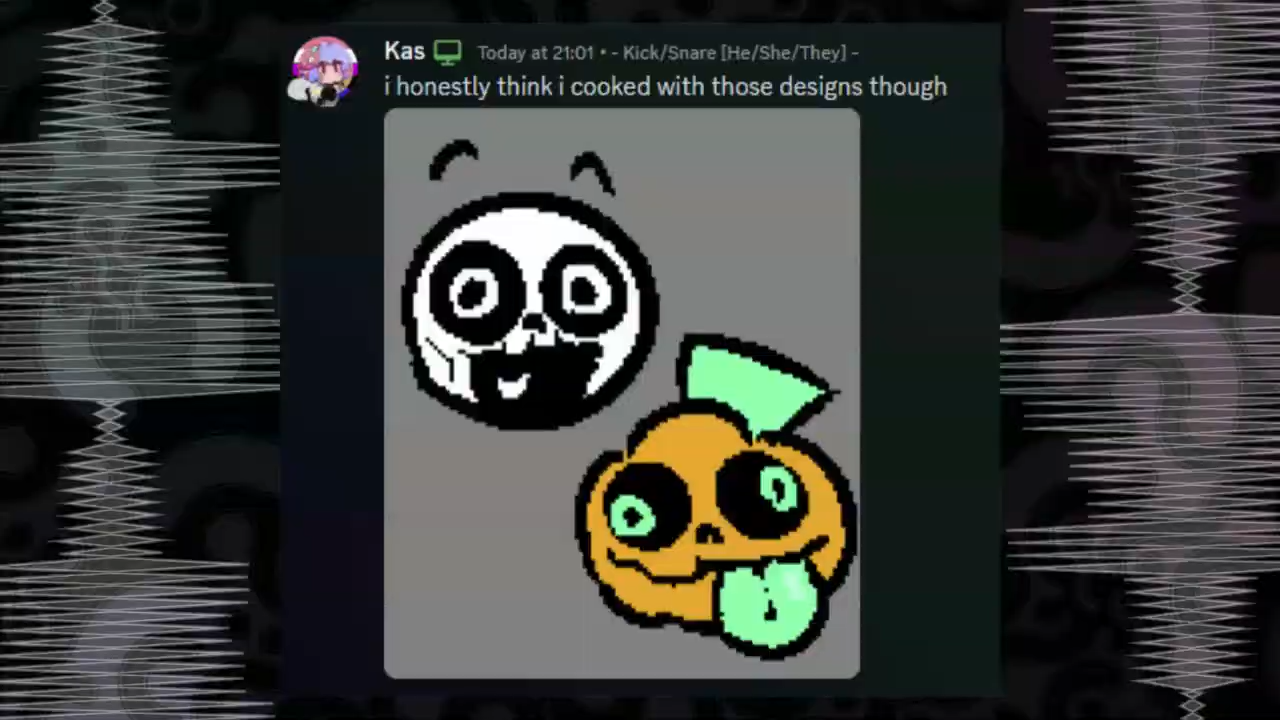 Kas Today at 21:01 • - Kick/Snare [He/She/They] -
i honestly think i cooked with those designs though